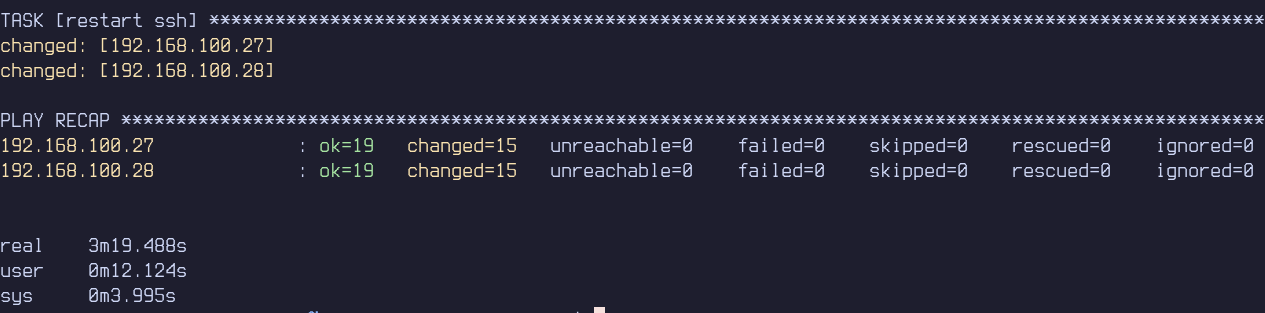 TASK [restart ssh] ************************************************************************************************
changed: [192.168.100.27]
changed: [192.168.100.28]
PLAY RECAP ********************************************************************************************************
192.168.100.27 : ok=19 changed=15 unreachable=0 failed=0 skipped=0 rescued=0 ignored=0
192.168.100.28 : ok=19 changed=15 unreachable=0 failed=0 skipped=0 rescued=0 ignored=0
real 3m19.488s
user 0m12.124s
sys 0m3.995s